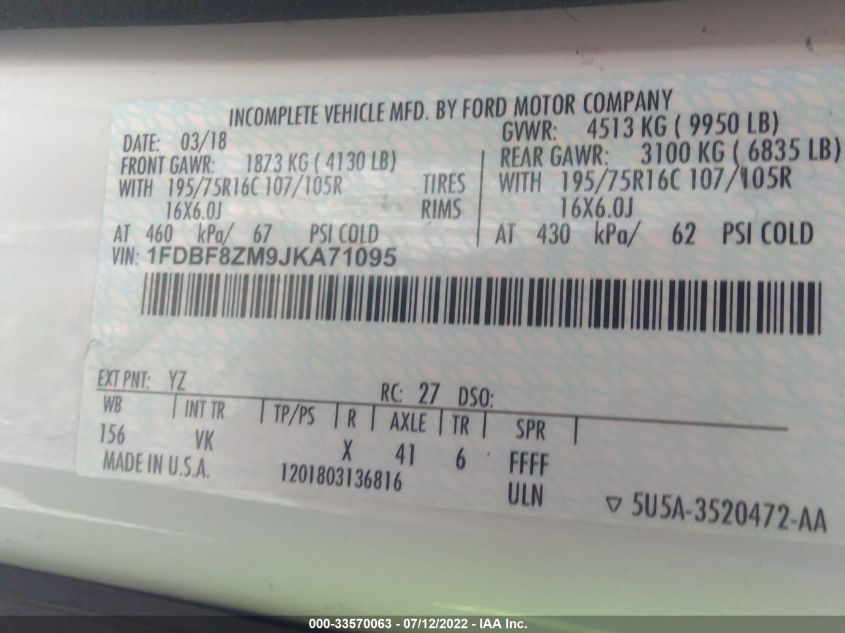 INCOMPLETE VEHICLE MFD. BY FORD MOTOR COMPANY
DATE: 03/18 GVWR: 4513 KG ( 9950 LB)
FRONT GAWR: 1873 KG ( 4130 LB) REAR GAWR: 3100 KG ( 6835 LB)
WITH 195/75R16C 107/105R TIRES WITH 195/75R16C 107/105R
16X6.0J RIMS 16X6.0J
AT 460 kPa/ 67 PSI COLD AT 430 kPa/ 62 PSI COLD
VIN: 1FDBF8ZM9JKA71095
EXT PNT: YZ RC: 27 DSO:
WB | INT TR | TP/PS | R | AXLE | TR | SPR |
156 VK X 41 6 FFFF
MADE IN U.S.A. 1201803136816 ULN ▽ 5U5A-3520472-AA
000-33570063 - 07/12/2022 - IAA Inc.